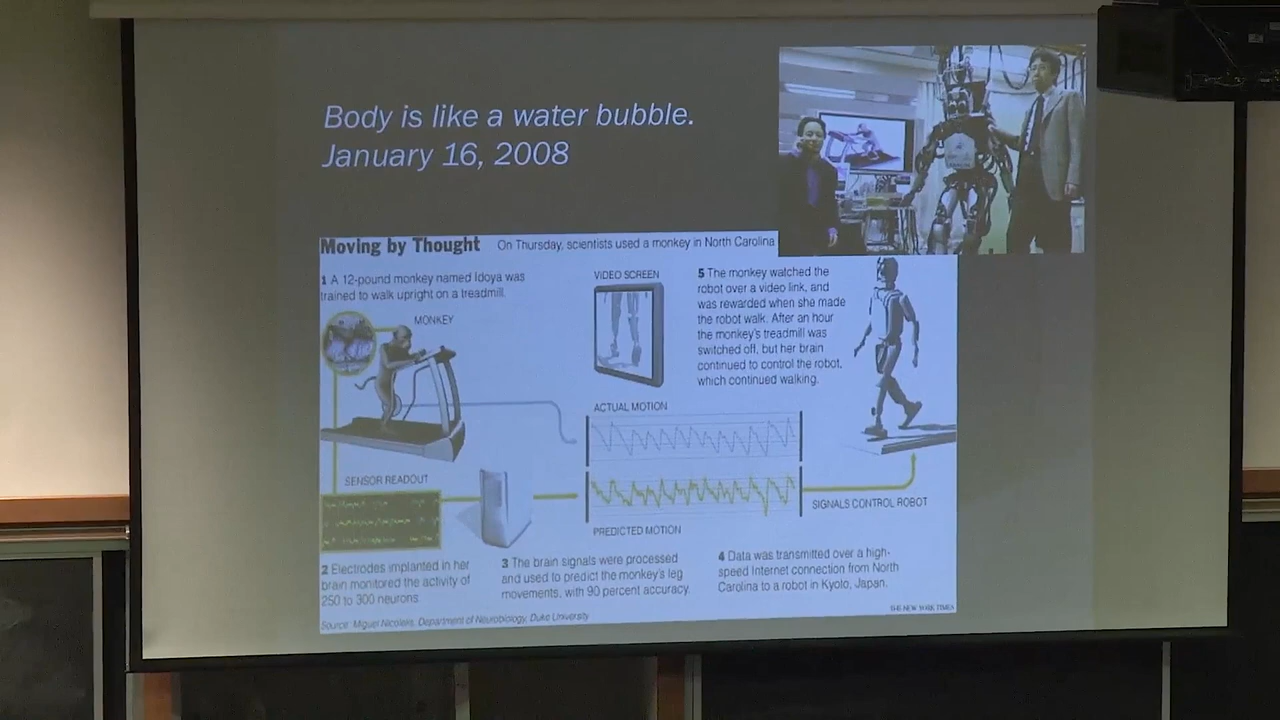 Body is like a water bubble.
January 16, 2008
Moving by Thought
On Thursday, scientists used a monkey in North Carolina
1 A 12-pound monkey named Idoya was
trained to walk upright on a treadmill.
MONKEY
VIDEO SCREEN
5 The monkey watched the
robot over a video link, and
was rewarded when she made
the robot walk. After an hour
the monkey's treadmill was
switched off, but her brain
continued to control the robot,
which continued walking.
ACTUAL MOTION
SENSOR READOUT
PREDICTED MOTION
SIGNALS CONTROL ROBOT
2 Electrodes implanted in her
brain monitored the activity of
250 to 300 neurons.
3 The brain signals were processed
and used to predict the monkey's leg
movements, with 90 percent accuracy.
4 Data was transmitted over a high-
speed Internet connection from North
Carolina to a robot in Kyoto, Japan.
Source: Miguel Nicolelis, Department of Neurobiology, Duke University
THE NEW YORK TIMES